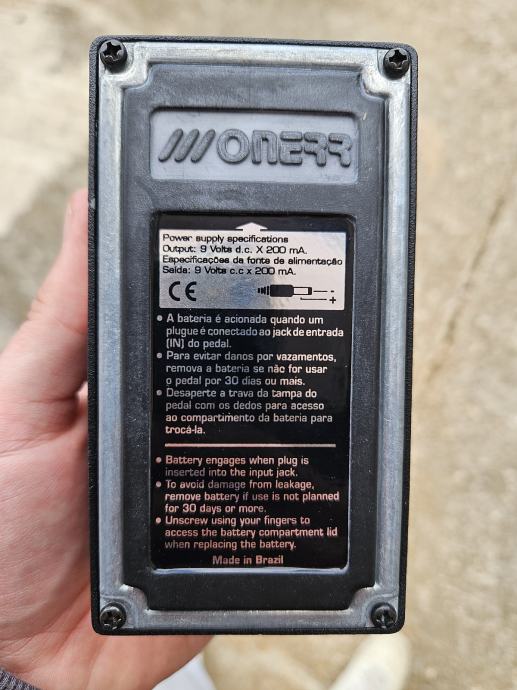 ONERR
Power supply specifications
Output: 9 Volts d.c. X 200 mA.
Especificações da fonte de alimentação
Saída: 9 Volts c.c x 200 mA.
CE
-
+
• A bateria é acionada quando um
plugue é conectado ao jack de entrada
(IN) do pedal.
• Para evitar danos por vazamentos,
remova a bateria se não for usar
o pedal por 30 dias ou mais.
• Desaperte a trava da tampa do
pedal com os dedos para acesso
ao compartimento da bateria para
trocá-la.
• Battery engages when plug is
inserted into the input jack.
• To avoid damage from leakage,
remove battery if use is not planned
for 30 days or more.
• Unscrew using your fingers to
access the battery compartment lid
when replacing the battery.
Made in Brazil